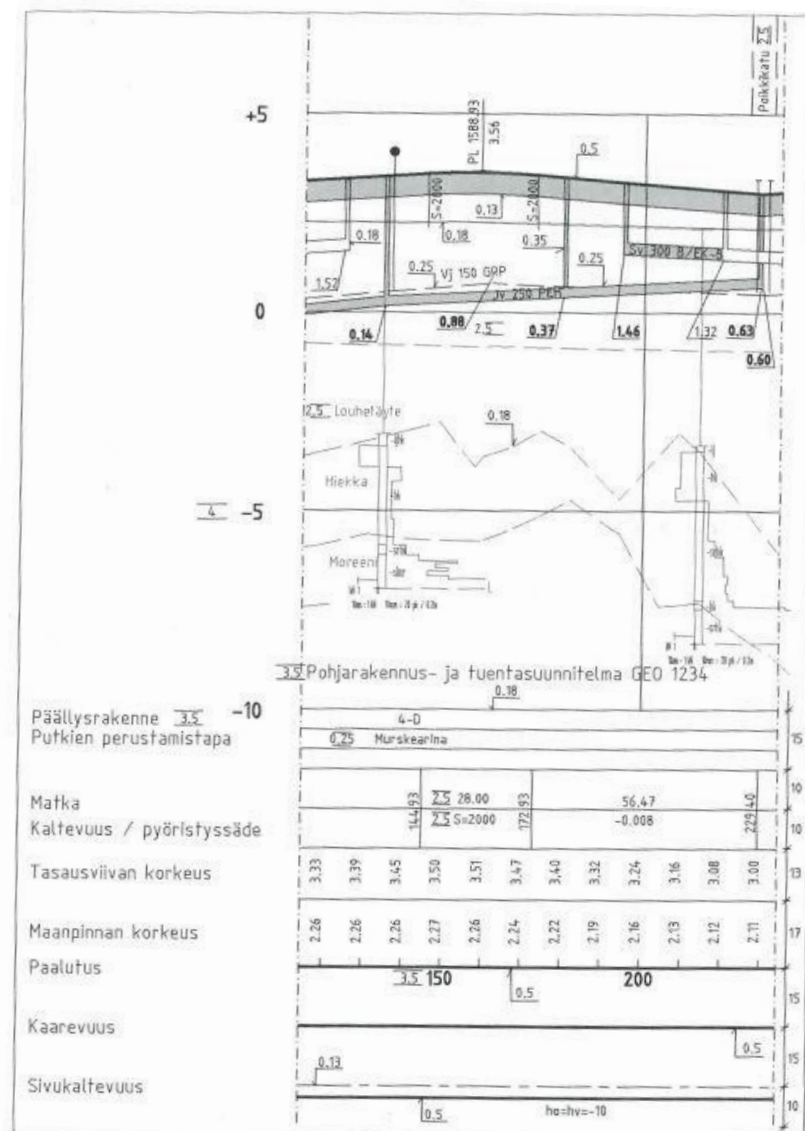 Poikkikatu 2.5
+5
PL 1588.93
3.56
0.5
S=2000
S=2000
0.13
0.18
0.18
0.35
0.25
Sv 300 B/EK-B
1.52
0.25
Vj 150 GRP
Jv 250 PEH
0
0.14
0.88
2.5
0.37
1.46
1.32
0.63
0.60
2.5 Louhetäyte
0.18
Hiekka
4 -5
Moreeni
3.5 Pohjarakennus- ja tuentasuunnitelma GEO 1234
0.18
Päällysrakenne 3.5 -10
4-D
15
Putkien perustamistapa
0.25 Murskearina
Matka
144.93
2.5 28.00
172.93
56.47
229.40
10
Kaltevuus / pyöristyssäde
2.5 S=2000
-0.008
10
Tasausviivan korkeus
3.33 3.39 3.45 3.50 3.51 3.47 3.40 3.32 3.24 3.16 3.08 3.00
13
Maanpinnan korkeus
2.26 2.26 2.26 2.27 2.26 2.24 2.22 2.19 2.16 2.13 2.12 2.11
17
Paalutus
3.5 150
200
0.5
15
Kaarevuus
0.5
15
0.13
Sivukaltevuus
10
0.5
ho=hv=-10